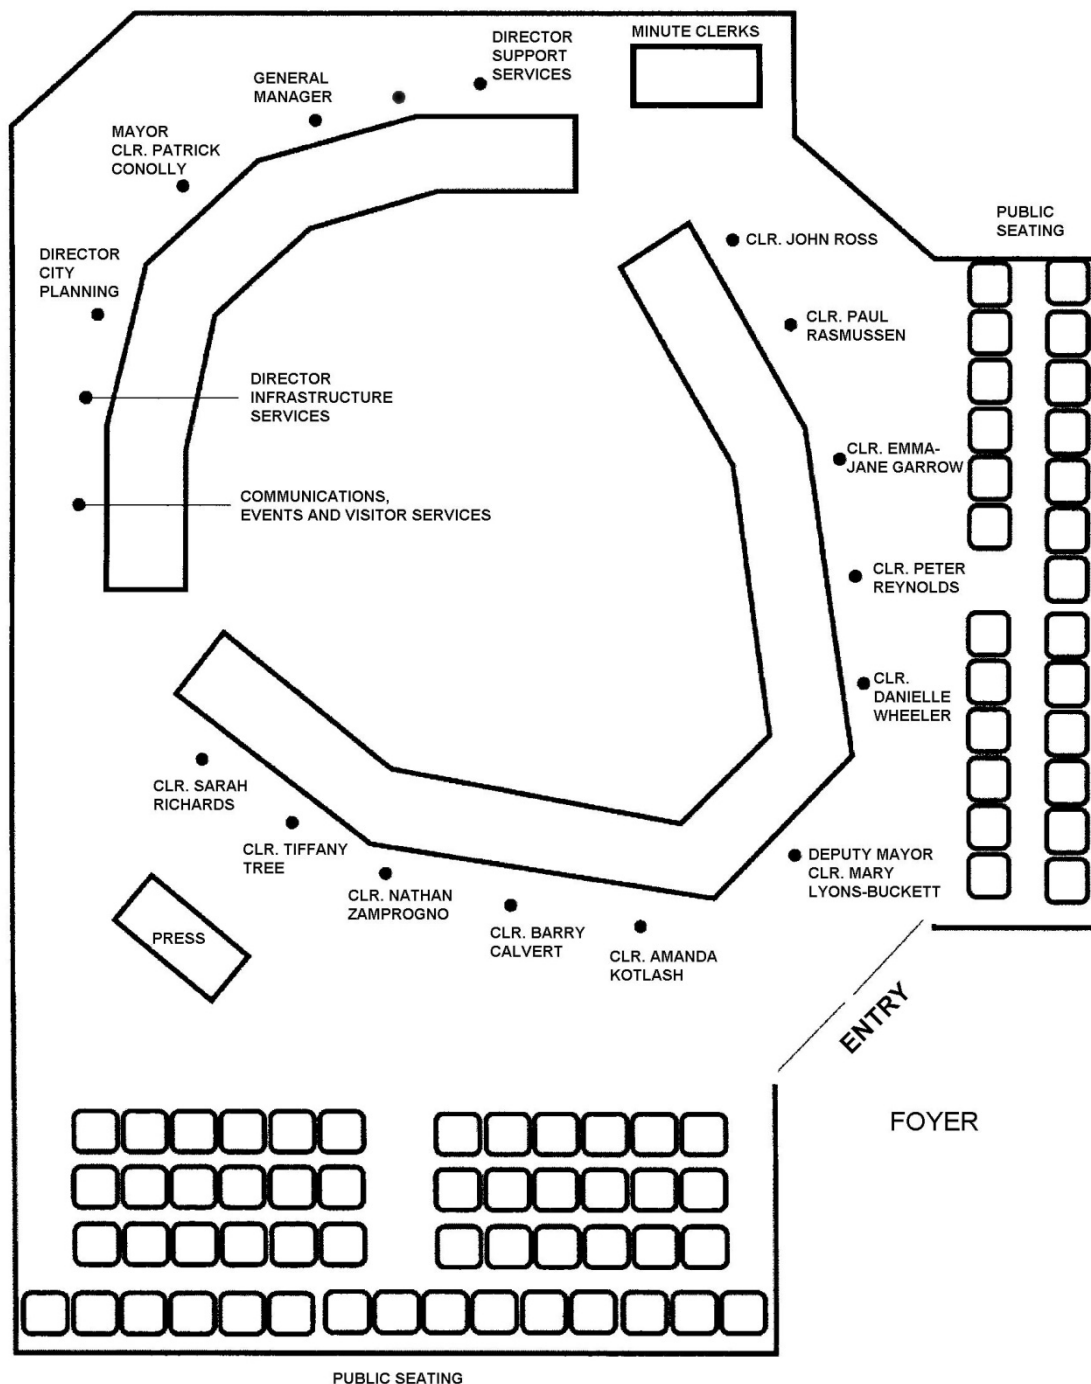 MINUTE CLERKS
DIRECTOR
SUPPORT
SERVICES
GENERAL
MANAGER
MAYOR
CLR. PATRICK
CONOLLY
DIRECTOR
CITY
PLANNING
DIRECTOR
INFRASTRUCTURE
SERVICES
COMMUNICATIONS,
EVENTS AND VISITOR SERVICES
PUBLIC
SEATING
CLR. JOHN ROSS
CLR. PAUL
RASMUSSEN
CLR. EMMA-
JANE GARROW
CLR. PETER
REYNOLDS
CLR.
DANIELLE
WHEELER
DEPUTY MAYOR
CLR. MARY
LYONS-BUCKETT
CLR. SARAH
RICHARDS
CLR. TIFFANY
TREE
CLR. NATHAN
ZAMPROGNO
CLR. BARRY
CALVERT
CLR. AMANDA
KOTLASH
PRESS
ENTRY
FOYER
PUBLIC SEATING